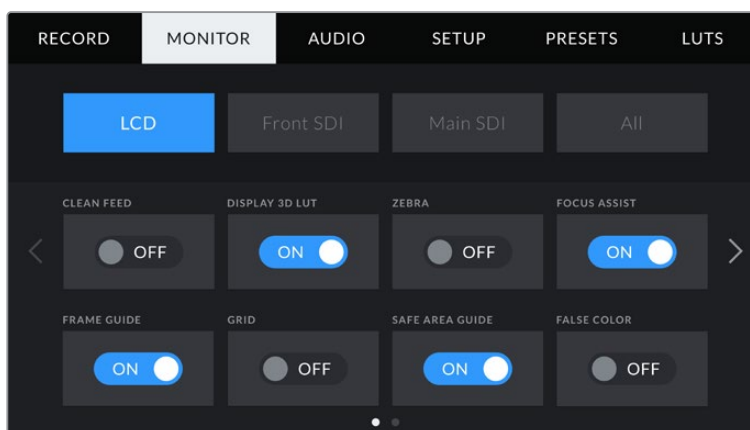 RECORD MONITOR AUDIO SETUP PRESETS LUTS
LCD Front SDI Main SDI All
CLEAN FEED DISPLAY 3D LUT ZEBRA FOCUS ASSIST
OFF ON OFF ON
FRAME GUIDE GRID SAFE AREA GUIDE FALSE COLOR
ON OFF ON OFF